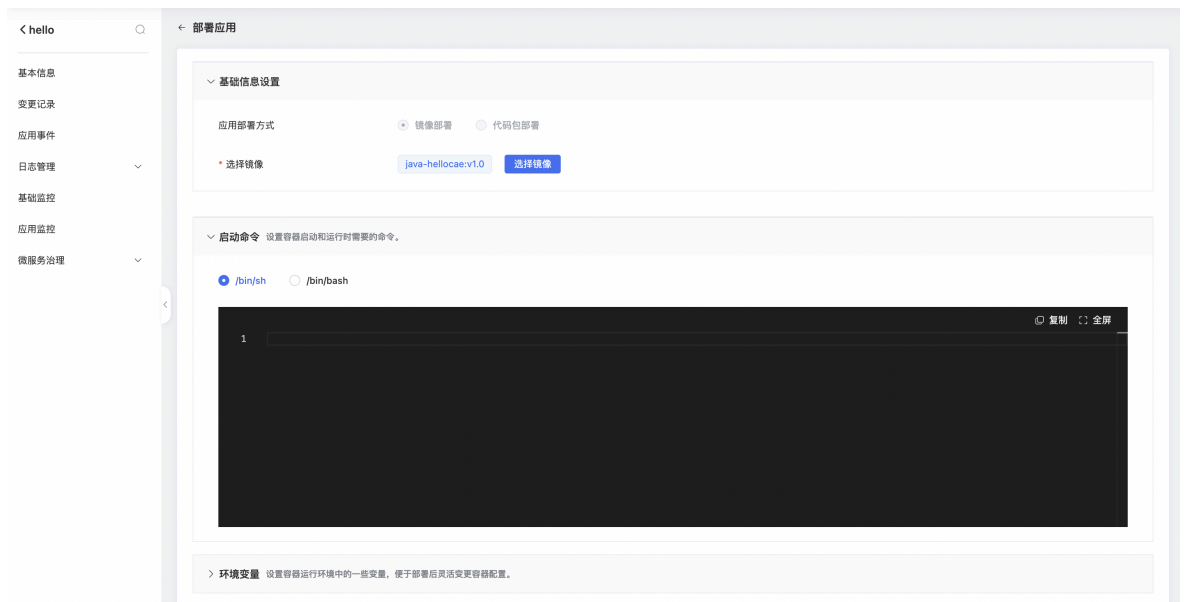 hello
← 部署应用
基本信息
变更记录
应用事件
日志管理
基础监控
应用监控
微服务治理
基础信息设置
应用部署方式 镜像部署 代码包部署
* 选择镜像 java-hellocae:v1.0 选择镜像
启动命令 设置容器启动和运行时需要的命令。
/bin/sh /bin/bash
复制 全屏
1
环境变量 设置容器运行环境中的一些变量，便于部署后灵活变更容器配置。